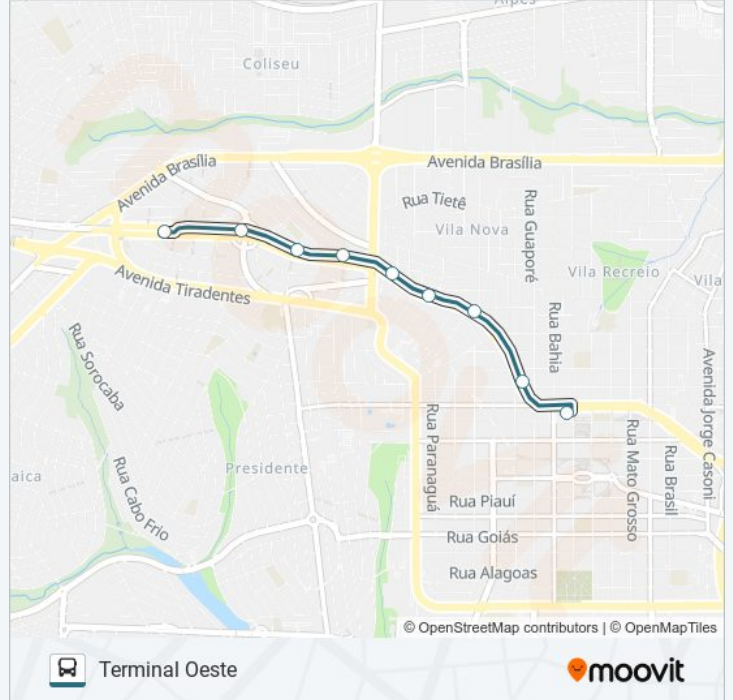 Alpes
Coliseu
Avenida Brasília
Avenida Brasília
Rua Tietê
Rua Guaporé
Vila Nova
Vila Recreio
Vila
Avenida Tiradentes
Rua Bahia
Rua Sorocaba
Avenida Jorge Casoni
Rua Paranaguá
Rua Mato Grosso
Rua Brasil
aica
Presidente
Rua Cabo Frio
Rua Piauí
Rua Goiás
Rua Alagoas
© OpenStreetMap contributors | © OpenMapTiles
Terminal Oeste
moovit